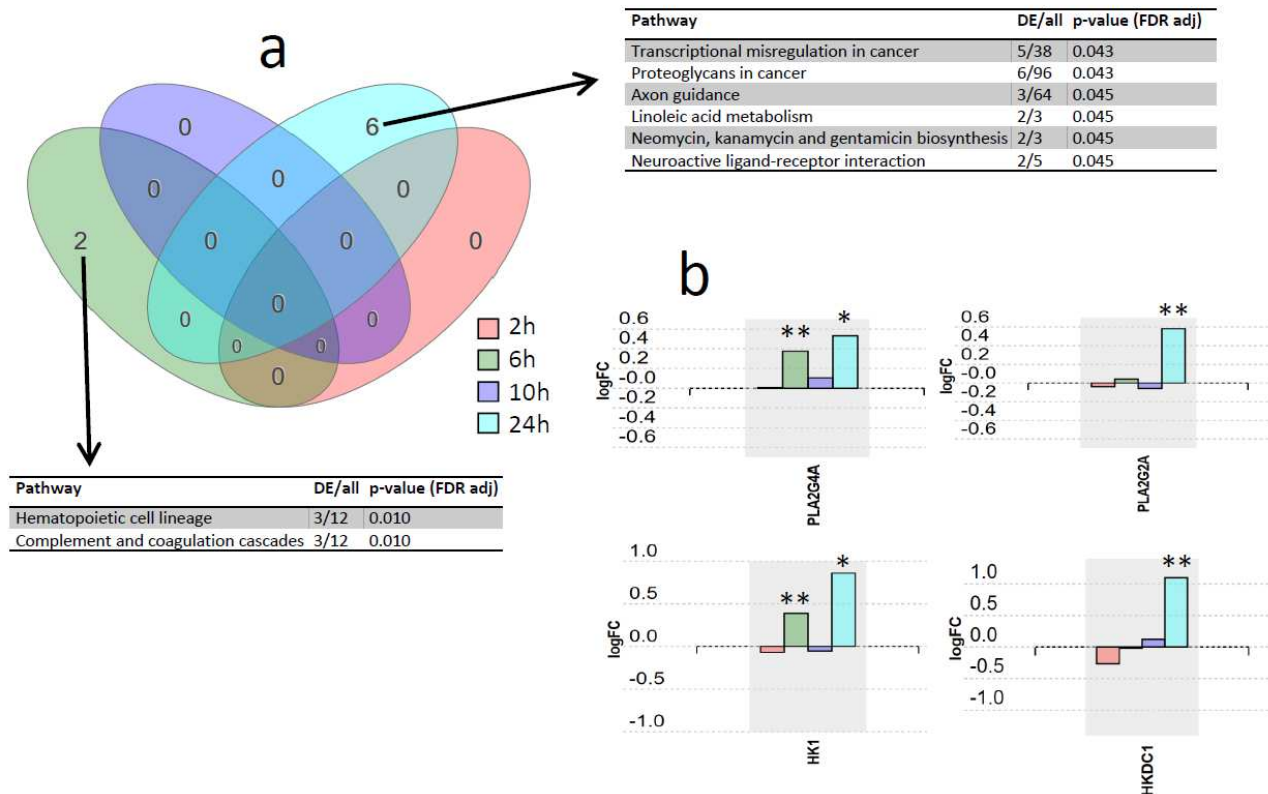 a
0
0
6
0
0
0
0
0
2
0
0
0
0
0
0
0
2h
6h
10h
24h
Pathway DE/all p-value (FDR adj)
Transcriptional misregulation in cancer 5/38 0.043
Proteoglycans in cancer 6/96 0.043
Axon guidance 3/64 0.045
Linoleic acid metabolism 2/3 0.045
Neomycin, kanamycin and gentamicin biosynthesis 2/3 0.045
Neuroactive ligand-receptor interaction 2/5 0.045
Pathway DE/all p-value (FDR adj)
Hematopoietic cell lineage 3/12 0.010
Complement and coagulation cascades 3/12 0.010
b
logFC
0.6
0.4
0.2
-0.0
-0.2
-0.4
-0.6
**
*
PLA2G4A
logFC
0.6
0.4
0.2
-0.0
-0.2
-0.4
-0.6
**
PLA2G2A
logFC
1.0
0.5
0.0
-0.5
-1.0
**
*
HK1
logFC
1.0
0.5
0.0
-0.5
-1.0
**
HKDC1